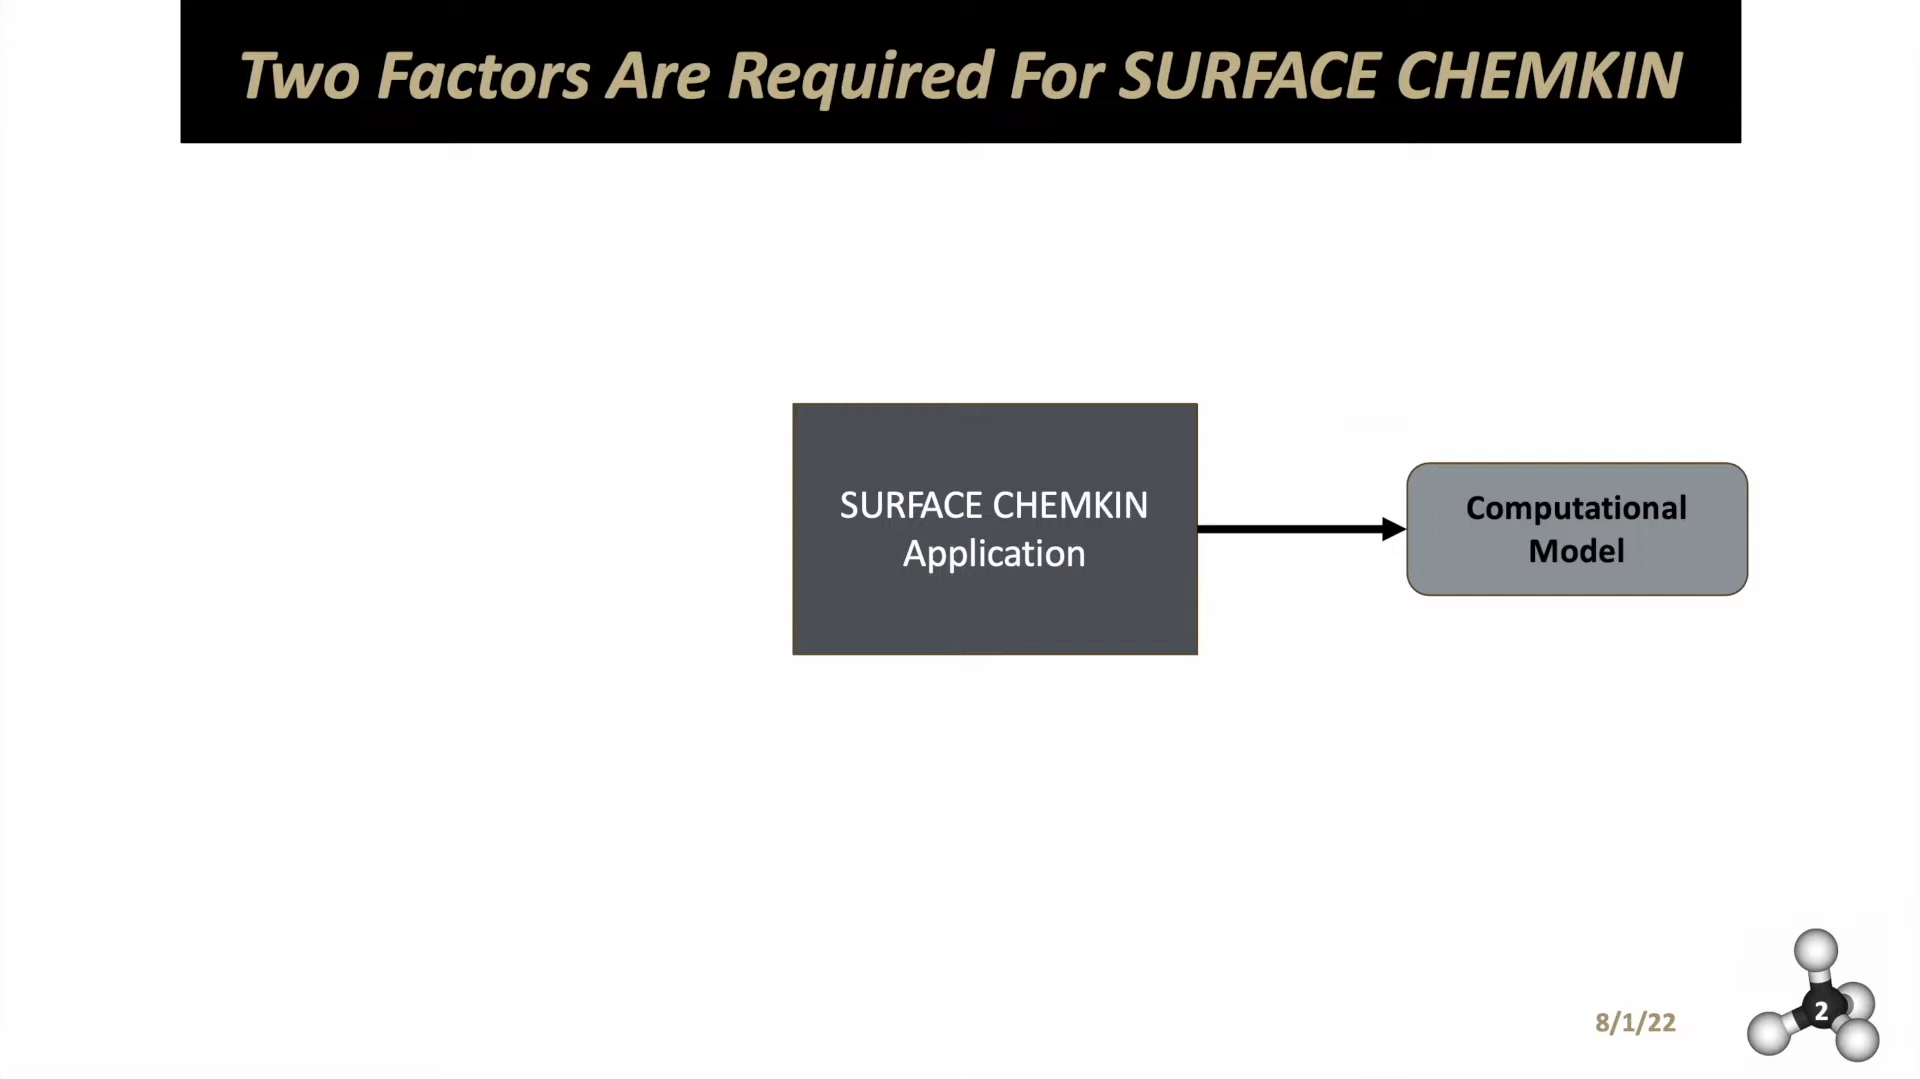 Two Factors Are Required For SURFACE CHEMKIN
SURFACE CHEMKIN
Application
Computational
Model
8/1/22
2